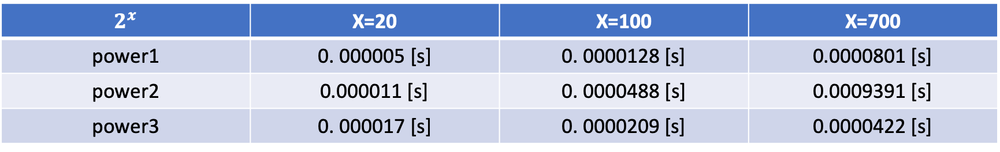 2ˣ X=20 X=100 X=700
power1 0. 000005 [s] 0. 0000128 [s] 0.0000801 [s]
power2 0.000011 [s] 0. 0000488 [s] 0.0009391 [s]
power3 0. 000017 [s] 0. 0000209 [s] 0.0000422 [s]